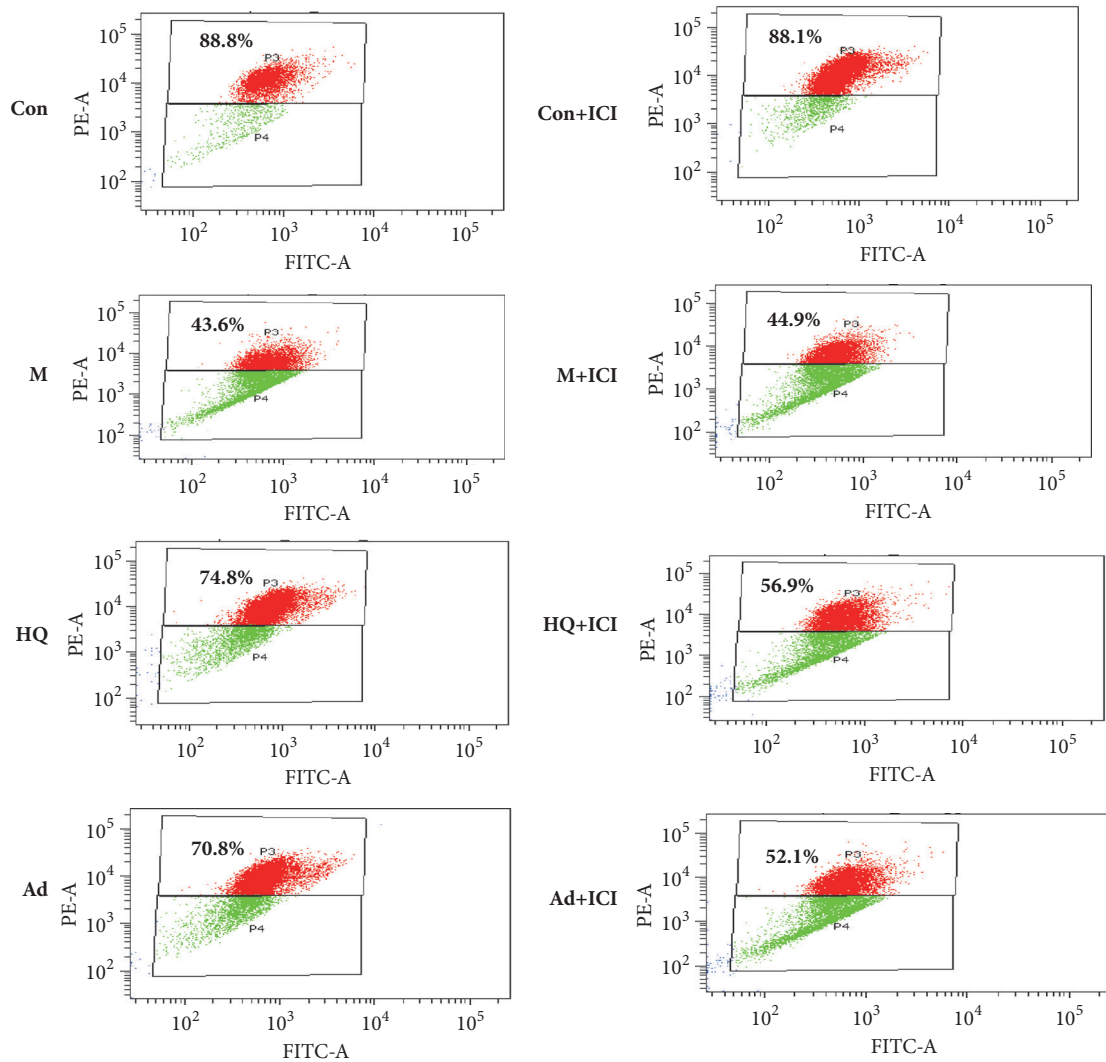 Con
PE-A
10^5
10^4
10^3
10^2
88.8%
P3
P4
10^2 10^3 10^4 10^5
FITC-A
Con+ICI
PE-A
10^5
10^4
10^3
10^2
88.1%
P3
P4
10^2 10^3 10^4 10^5
FITC-A
M
PE-A
10^5
10^4
10^3
10^2
43.6%
P3
P4
10^2 10^3 10^4 10^5
FITC-A
M+ICI
PE-A
10^5
10^4
10^3
10^2
44.9%
P3
P4
10^2 10^3 10^4 10^5
FITC-A
HQ
PE-A
10^5
10^4
10^3
10^2
74.8%
P3
P4
10^2 10^3 10^4 10^5
FITC-A
HQ+ICI
PE-A
10^5
10^4
10^3
10^2
56.9%
P3
P4
10^2 10^3 10^4 10^5
FITC-A
Ad
PE-A
10^5
10^4
10^3
10^2
70.8%
P3
P4
10^2 10^3 10^4 10^5
FITC-A
Ad+ICI
PE-A
10^5
10^4
10^3
10^2
52.1%
P3
P4
10^2 10^3 10^4 10^5
FITC-A